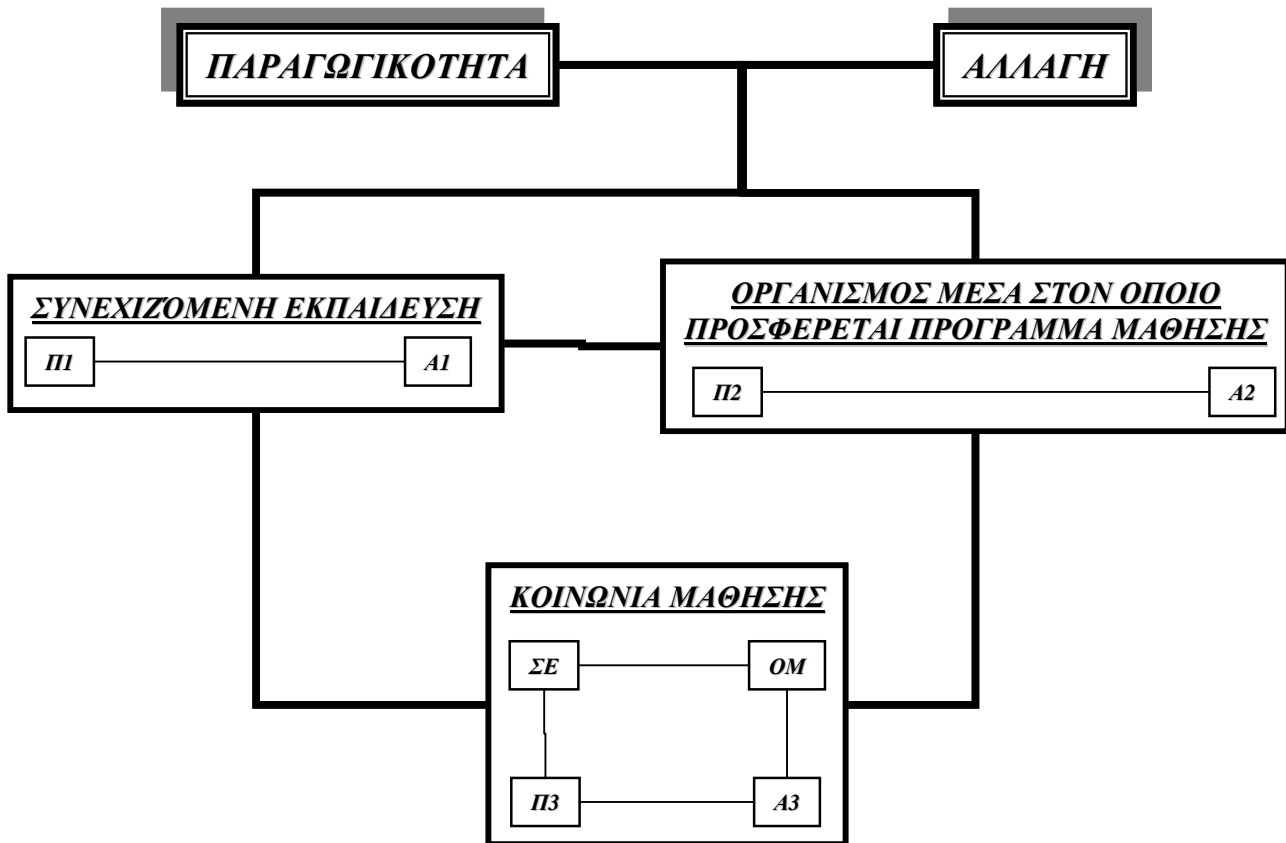 ΠΑΡΑΓΩΓΙΚΟΤΗΤΑ
ΑΛΛΑΓΗ
ΣΥΝΕΧΙΖΌΜΕΝΗ ΕΚΠΑΙΔΕΥΣΗ
Π1
Α1
ΟΡΓΑΝΙΣΜΟΣ ΜΕΣΑ ΣΤΟΝ ΟΠΟΙΟ
ΠΡΟΣΦΕΡΕΤΑΙ ΠΡΟΓΡΑΜΜΑ ΜΑΘΗΣΗΣ
Π2
Α2
ΚΟΙΝΩΝΙΑ ΜΑΘΗΣΗΣ
ΣΕ
ΟΜ
Π3
Α3